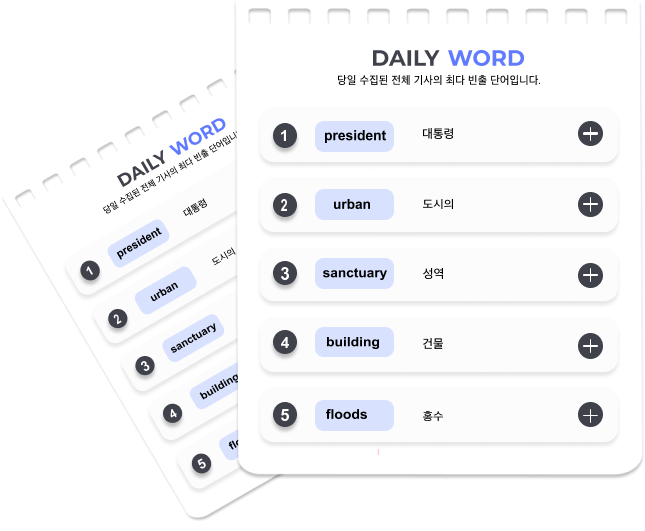 DAILY WORD
당일 수집된 전체 기사의 최다 빈출 단어입니다.
1 president 대통령
2 urban 도시의
3 sanctuary 성역
4 building 건물
5 floods 홍수
DAILY WORD
당일 수집된 전체 기사의 최다 빈출 단어입니
1 president 대통령
2 urban 도시의
3 sanctuary
4 building
5 flo